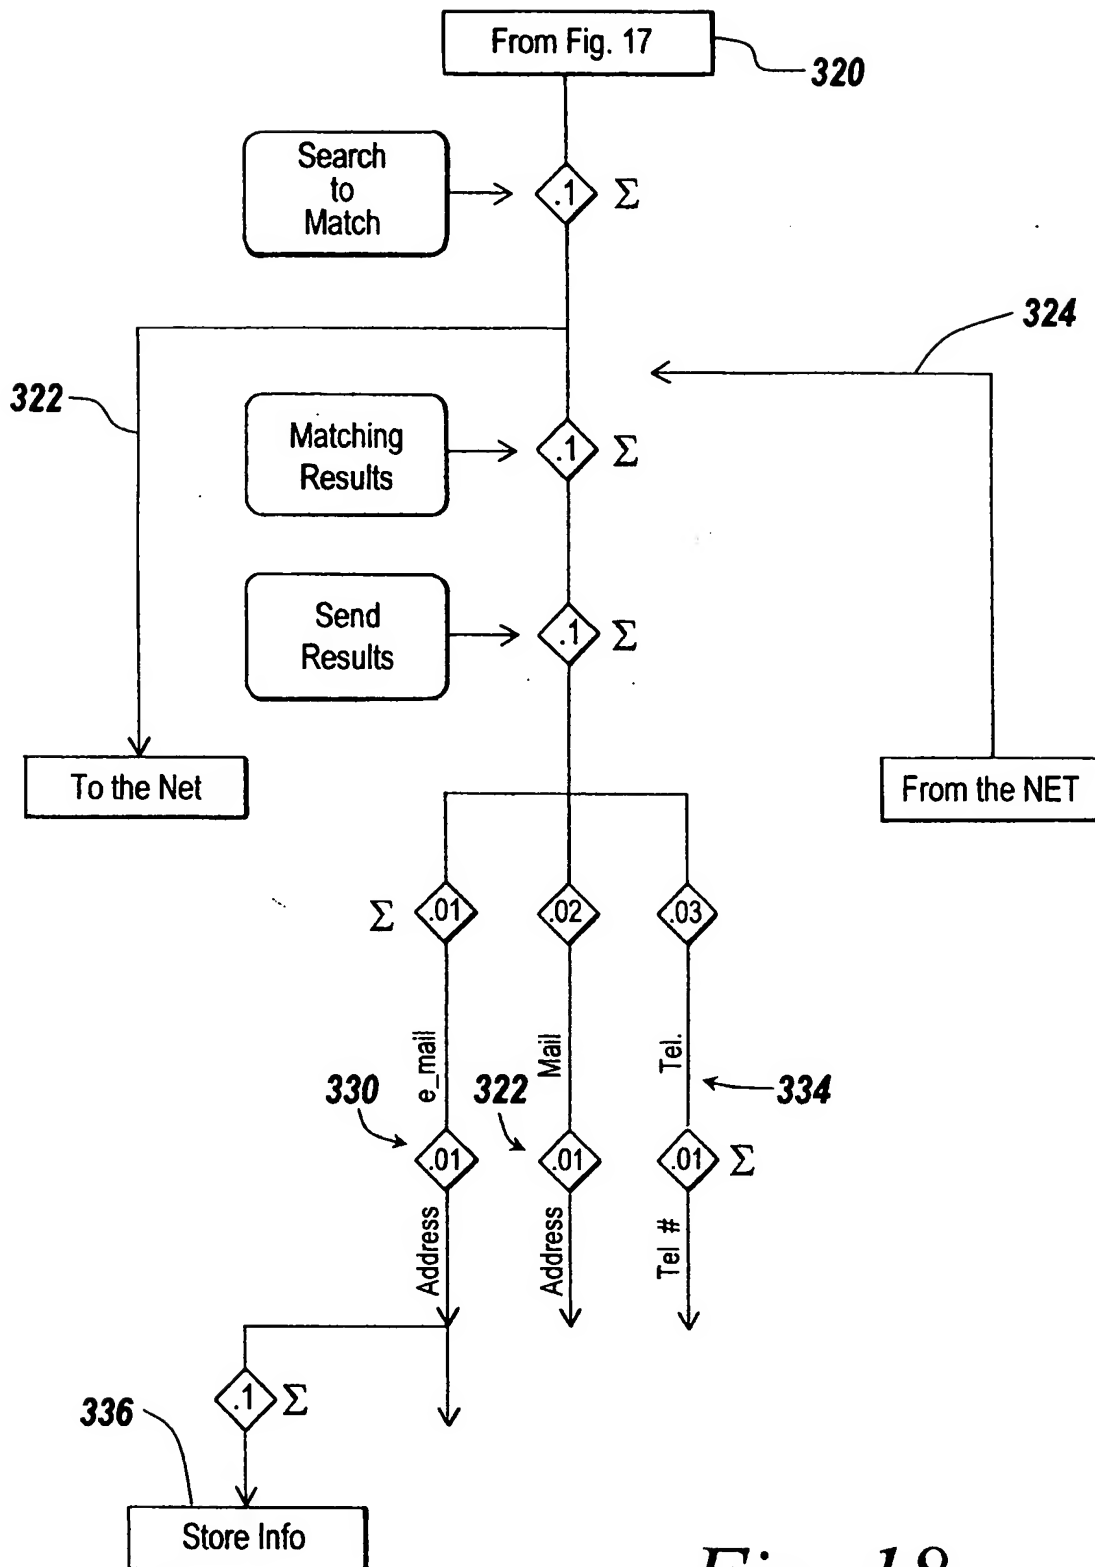 From Fig. 17
320
Search
to
Match
.1
Σ
324
322
Matching
Results
.1
Σ
Send
Results
.1
Σ
To the Net
From the NET
Σ
.01
.02
.03
e_mail
Mail
Tel.
330
322
334
.01
.01
.01
Σ
Address
Address
Tel #
.1
Σ
336
Store Info
Fig. 18